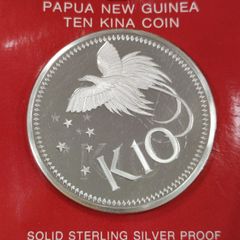 PAPUA NEW GUINEA
TEN KINA COIN
K10
SOLID STERLING SILVER PROOF